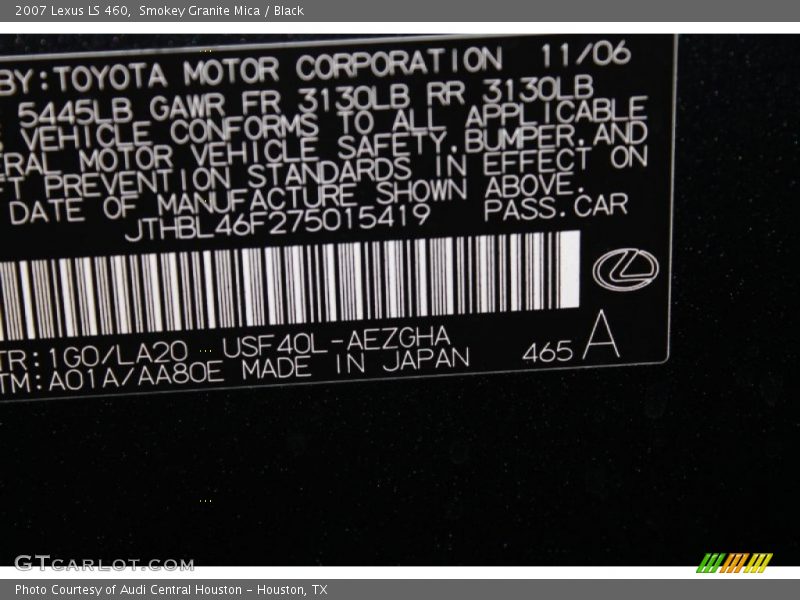 2007 Lexus LS 460,  Smokey Granite Mica / Black
BY: TOYOTA MOTOR CORPORATION 11/06
5445LB GAWR FR 3130LB RR 3130LB
VEHICLE CONFORMS TO ALL APPLICABLE
ERAL MOTOR VEHICLE SAFETY, BUMPER, AND
FT PREVENTION STANDARDS IN EFFECT ON
DATE OF MANUFACTURE SHOWN ABOVE.
JTHBL46F275015419 PASS. CAR
TR: 1G0/LA20 USF40L-AEZGHA
TM: A01A/AA80E MADE IN JAPAN 465 A
GTCARLOT.COM
Photo Courtesy of Audi Central Houston - Houston, TX